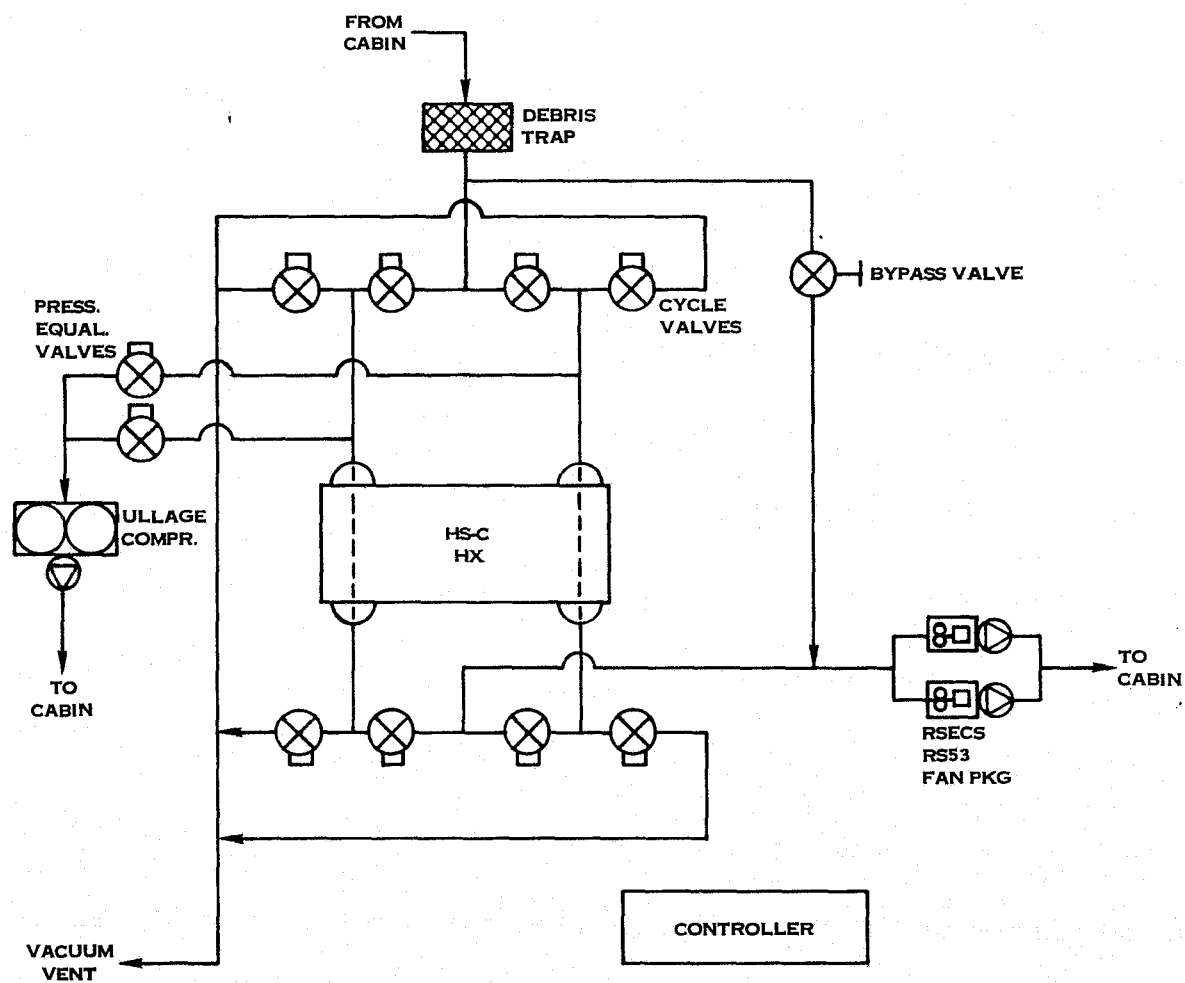 FROM
CABIN
DEBRIS
TRAP
BYPASS VALVE
PRESS.
EQUAL.
VALVES
CYCLE
VALVES
ULLAGE
COMPR.
HS-C
HX
TO
CABIN
TO
CABIN
RSECS
RS53
FAN PKG
CONTROLLER
VACUUM
VENT